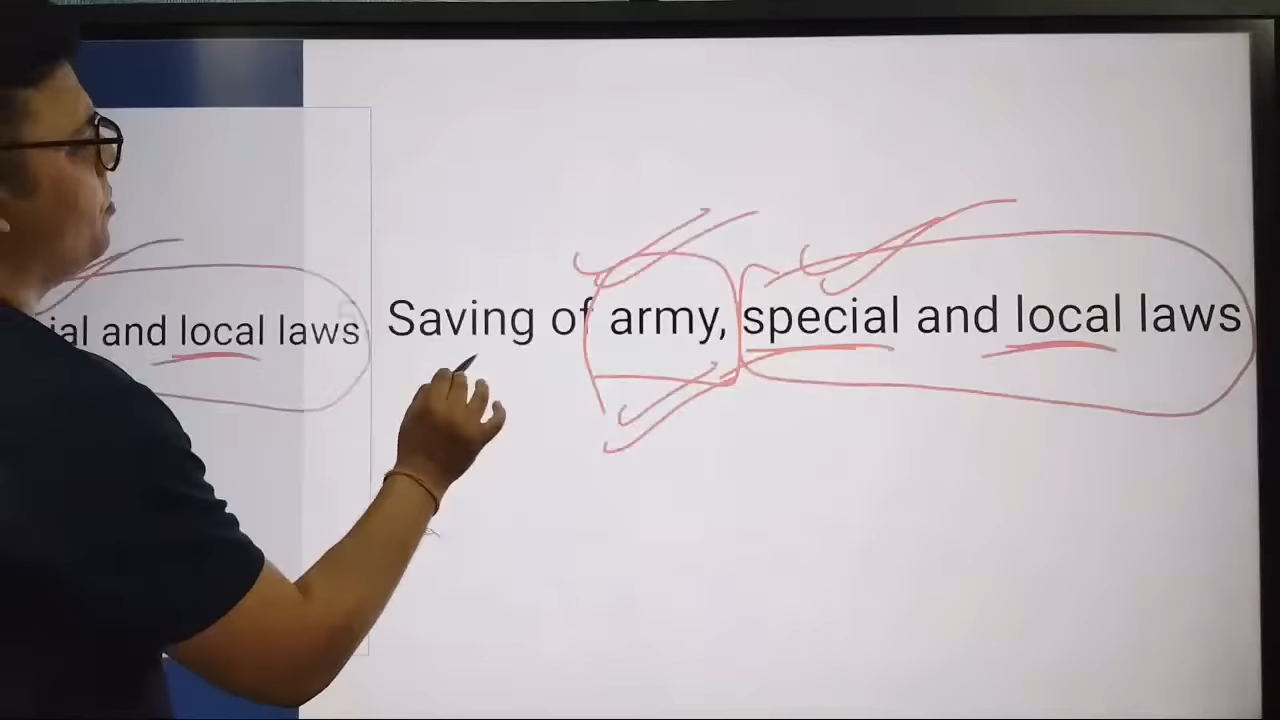 Saving of army, special and local laws
ial and local laws